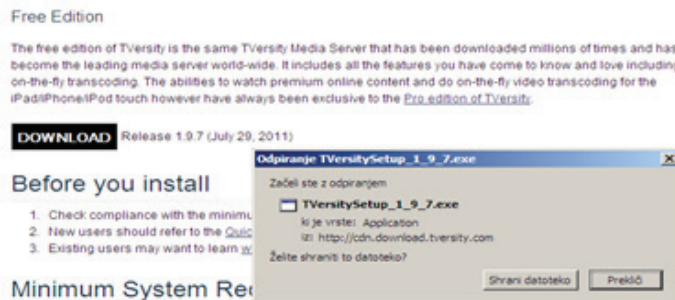 Free Edition
The free edition of TVersity is the same TVersity Media Server that has been downloaded millions of times and has
become the leading media server world-wide. It includes all the features you have come to know and love including
on-the-fly transcoding. The abilities to watch premium online content and do on-the-fly video transcoding for the
iPad/iPhone/iPod touch however have always been exclusive to the Pro edition of TVersity.
DOWNLOAD Release 1.9.7 (July 29, 2011)
Before you install
1. Check compliance with the minimu
2. New users should refer to the Quic
3. Existing users may want to learn w
Minimum System Rec
Odpiranje TVersitySetup_1_9_7.exe
Začeli ste z odpiranjem
TVersitySetup_1_9_7.exe
ki je vrste: Application
iz: http://cdn.download.tversity.com
Želite shraniti to datoteko?
Shrani datoteko
Prekliči